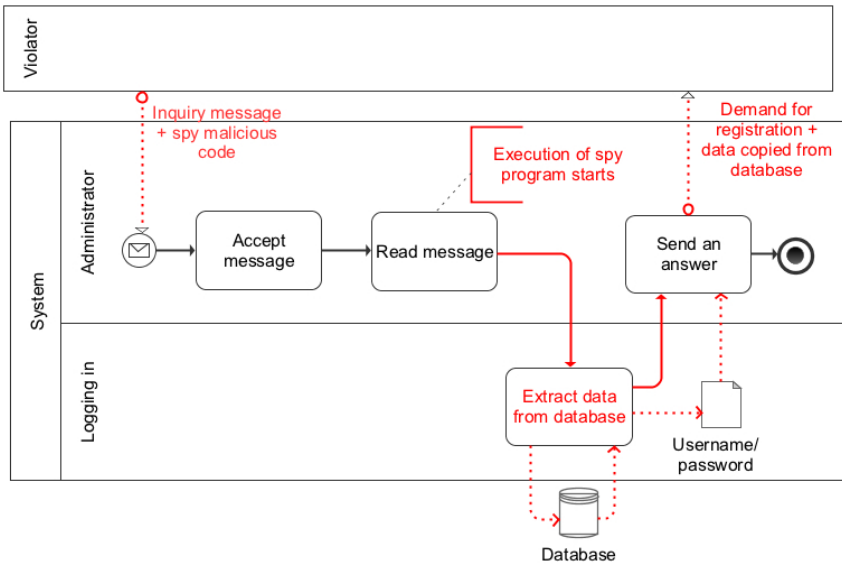 Violator
Inquiry message
+ spy malicious
code
Demand for
registration +
data copied from
database
Execution of spy
program starts
System
Administrator
Accept
message
Read message
Send an
answer
Logging in
Extract data
from database
Username/
password
Database